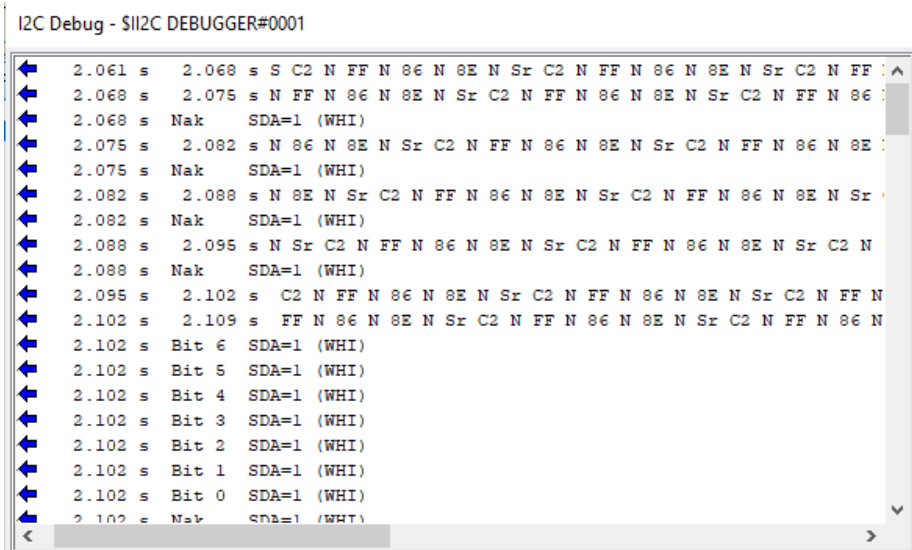 I2C Debug - $II2C DEBUGGER#0001
2.061 s 2.068 s S C2 N FF N 86 N 8E N Sr C2 N FF N 86 N 8E N Sr C2 N FF
2.068 s 2.075 s N FF N 86 N 8E N Sr C2 N FF N 86 N 8E N Sr C2 N FF N 86
2.068 s Nak SDA=1 (WHI)
2.075 s 2.082 s N 86 N 8E N Sr C2 N FF N 86 N 8E N Sr C2 N FF N 86 N 8E
2.075 s Nak SDA=1 (WHI)
2.082 s 2.088 s N 8E N Sr C2 N FF N 86 N 8E N Sr C2 N FF N 86 N 8E N Sr
2.082 s Nak SDA=1 (WHI)
2.088 s 2.095 s N Sr C2 N FF N 86 N 8E N Sr C2 N FF N 86 N 8E N Sr C2 N
2.088 s Nak SDA=1 (WHI)
2.095 s 2.102 s C2 N FF N 86 N 8E N Sr C2 N FF N 86 N 8E N Sr C2 N FF N
2.102 s 2.109 s FF N 86 N 8E N Sr C2 N FF N 86 N 8E N Sr C2 N FF N 86 N
2.102 s Bit 6 SDA=1 (WHI)
2.102 s Bit 5 SDA=1 (WHI)
2.102 s Bit 4 SDA=1 (WHI)
2.102 s Bit 3 SDA=1 (WHI)
2.102 s Bit 2 SDA=1 (WHI)
2.102 s Bit 1 SDA=1 (WHI)
2.102 s Bit 0 SDA=1 (WHI)
2.102 s Nak SDA=1 (WHI)